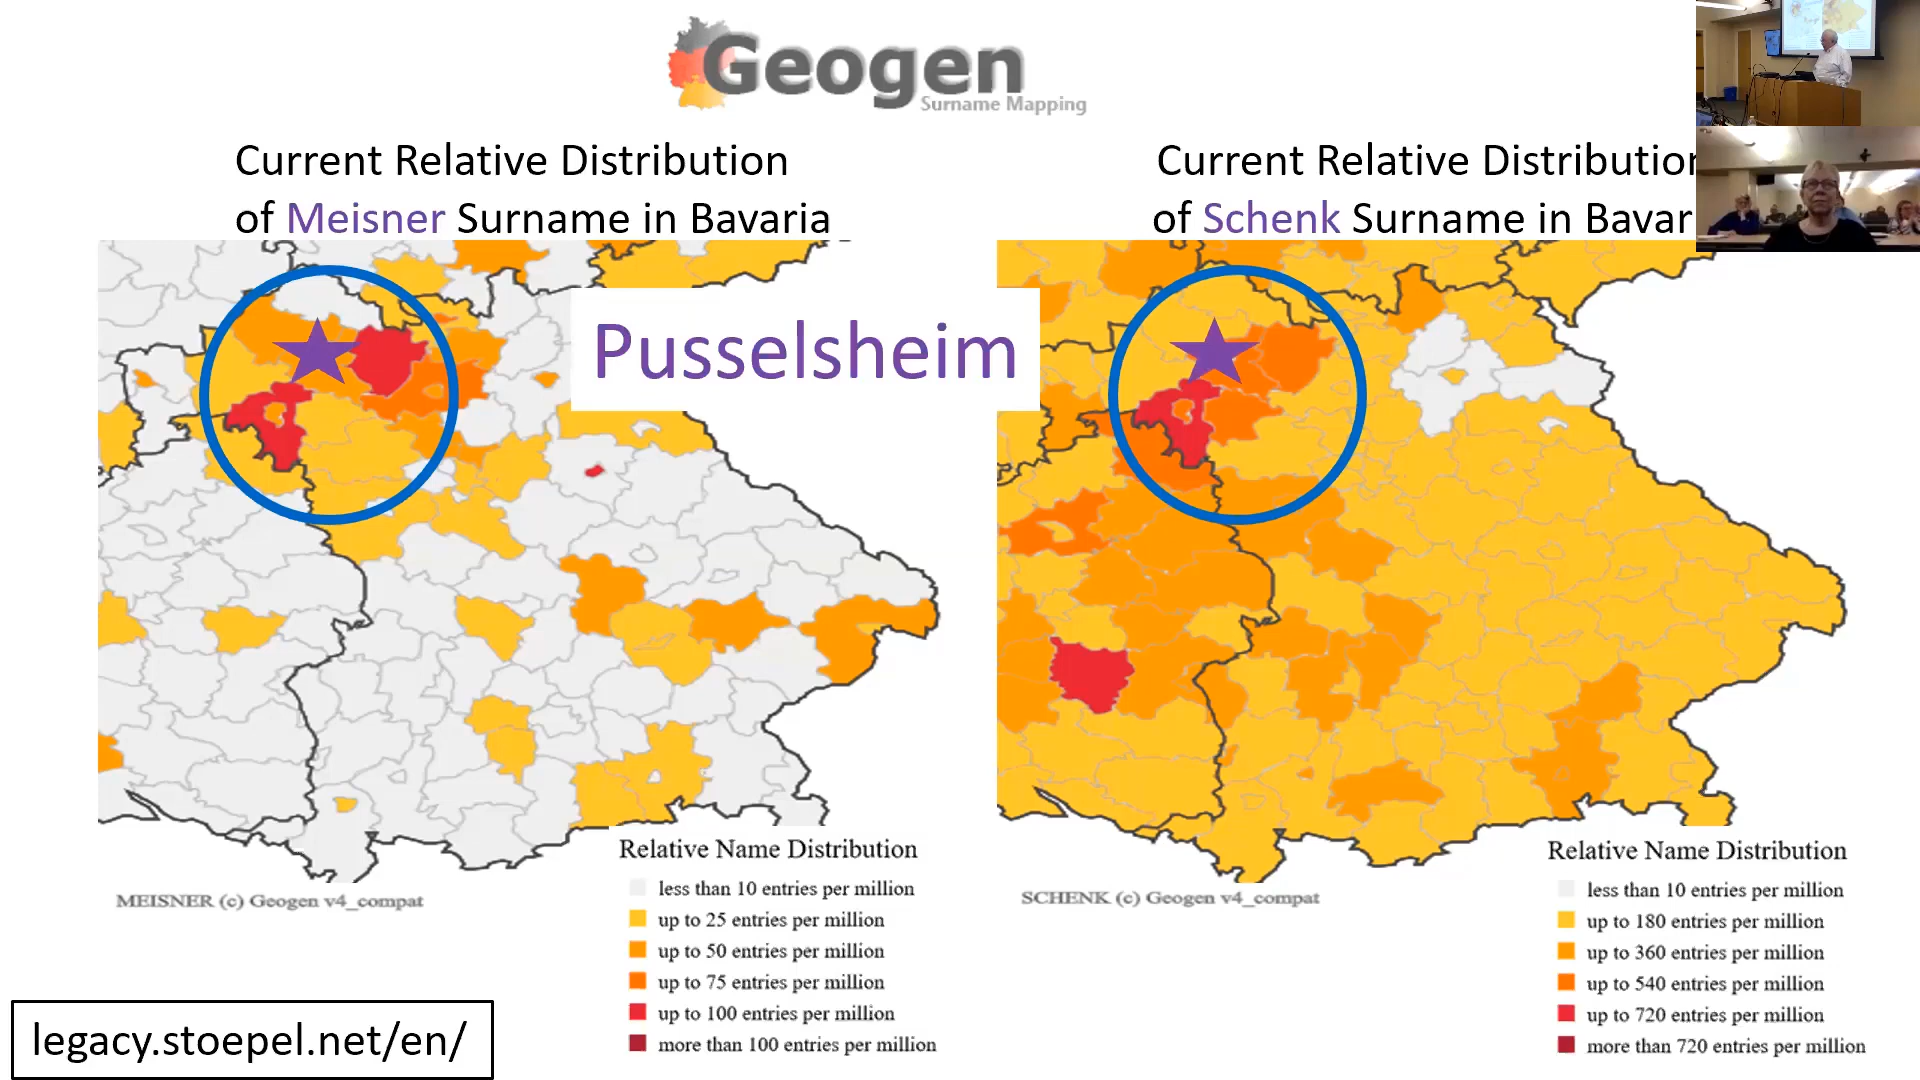 Geogen
Surname Mapping
Current Relative Distribution
of Meisner Surname in Bavaria
Current Relative Distribution
of Schenk Surname in Bavar
Pusselsheim
Relative Name Distribution
less than 10 entries per million
up to 25 entries per million
up to 50 entries per million
up to 75 entries per million
up to 100 entries per million
more than 100 entries per million
MEISNER (c) Geogen v4_compat
Relative Name Distribution
less than 10 entries per million
up to 180 entries per million
up to 360 entries per million
up to 540 entries per million
up to 720 entries per million
more than 720 entries per million
SCHENK (c) Geogen v4_compat
legacy.stoepel.net/en/